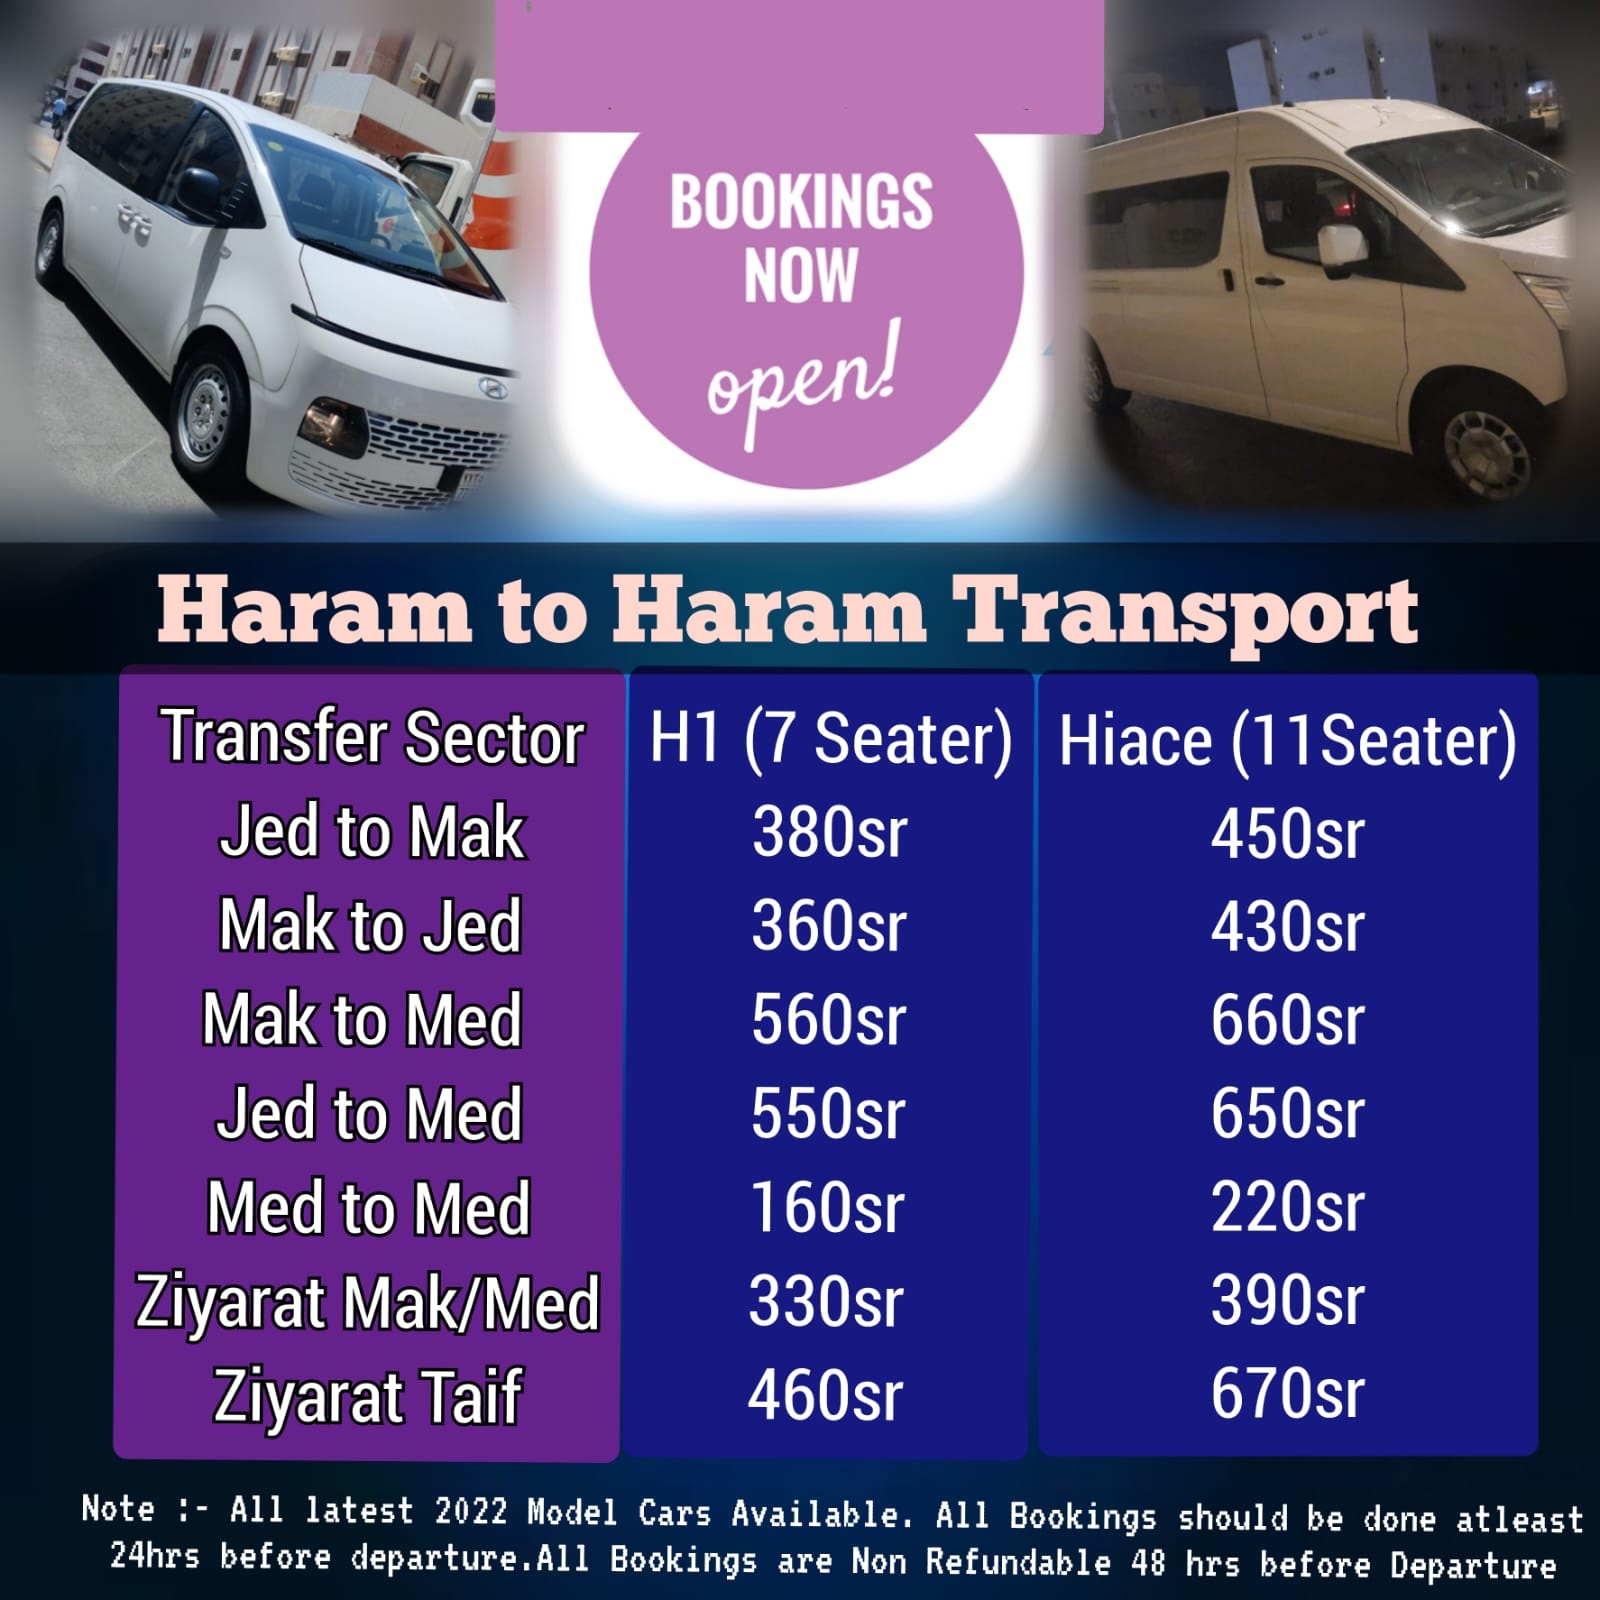 BOOKINGS
NOW
open!
Haram to Haram Transport
Transfer Sector H1 (7 Seater) Hiace (11Seater)
Jed to Mak 380sr 450sr
Mak to Jed 360sr 430sr
Mak to Med 560sr 660sr
Jed to Med 550sr 650sr
Med to Med 160sr 220sr
Ziyarat Mak/Med 330sr 390sr
Ziyarat Taif 460sr 670sr
Note :- All latest 2022 Model Cars Available. All Bookings should be done atleast
24hrs before departure.All Bookings are Non Refundable 48 hrs before Departure